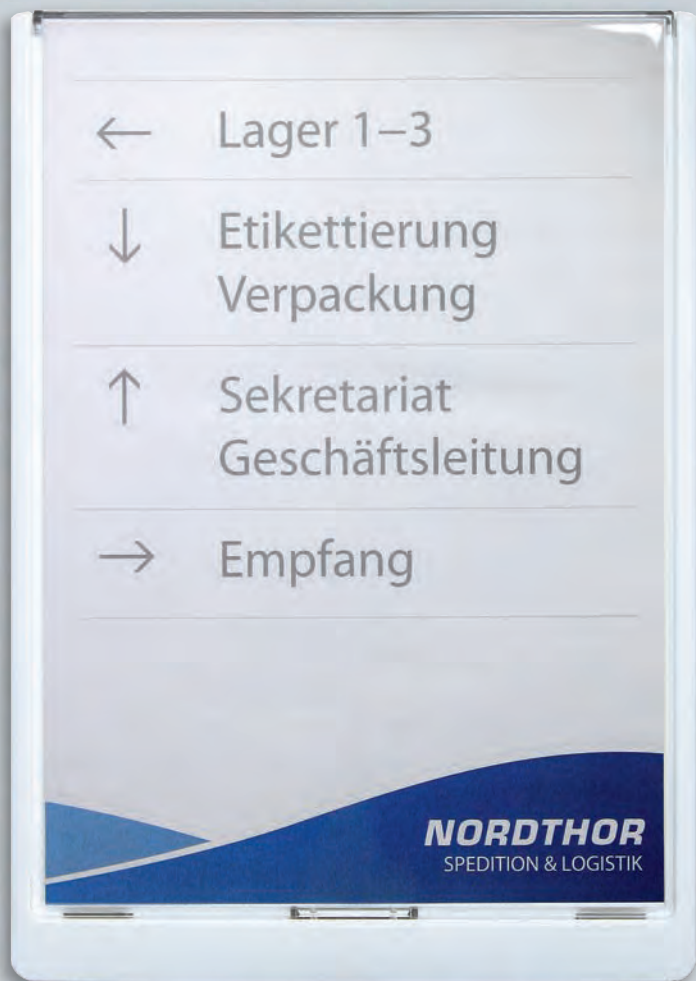 ← Lager 1–3
↓ Etikettierung
Verpackung
↑ Sekretariat
Geschäftsleitung
→ Empfang
NORDTHOR
SPEDITION & LOGISTIK